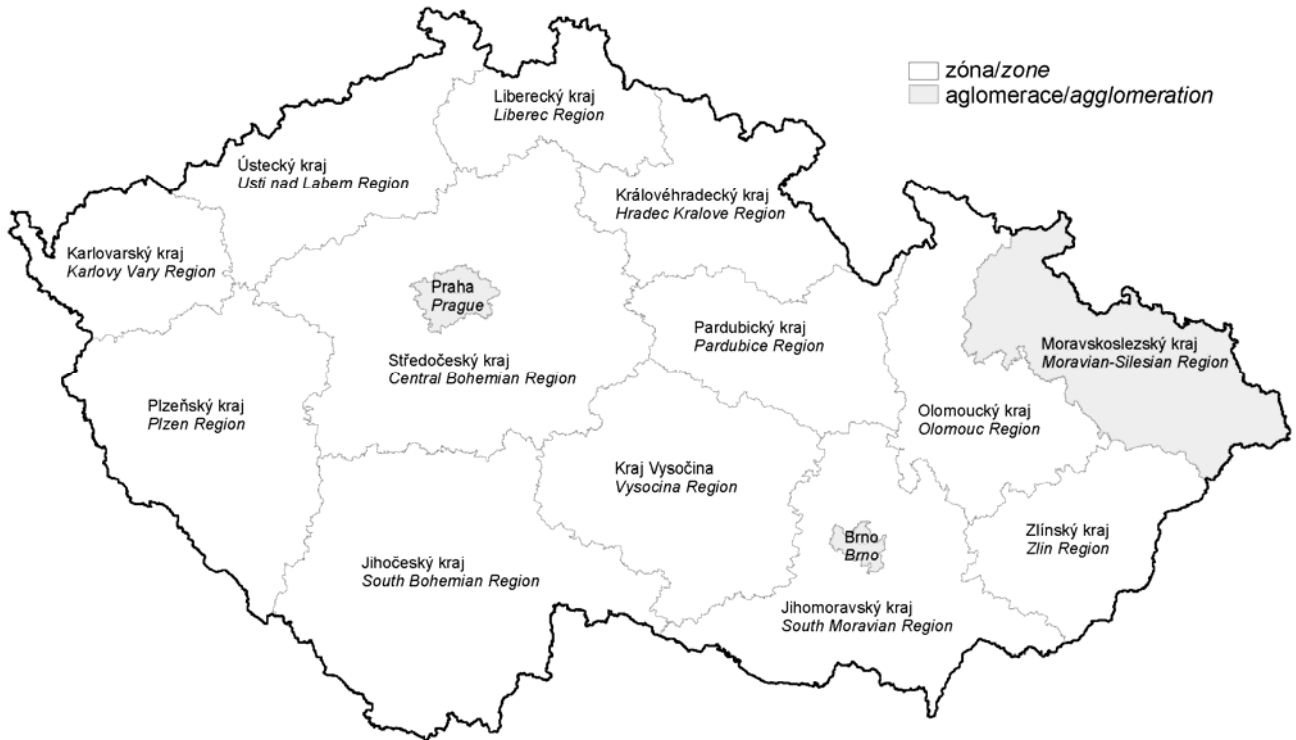 zóna/zone
aglomerace/agglomeration
Liberecký kraj
Liberec Region
Ústecký kraj
Usti nad Labem Region
Královéhradecký kraj
Hradec Kralove Region
Karlovarský kraj
Karlovy Vary Region
Praha
Prague
Pardubický kraj
Pardubice Region
Moravskoslezský kraj
Moravian-Silesian Region
Středočeský kraj
Central Bohemian Region
Plzeňský kraj
Plzen Region
Olomoucký kraj
Olomouc Region
Kraj Vysočina
Vysocina Region
Brno
Brno
Zlínský kraj
Zlin Region
Jihočeský kraj
South Bohemian Region
Jihomoravský kraj
South Moravian Region